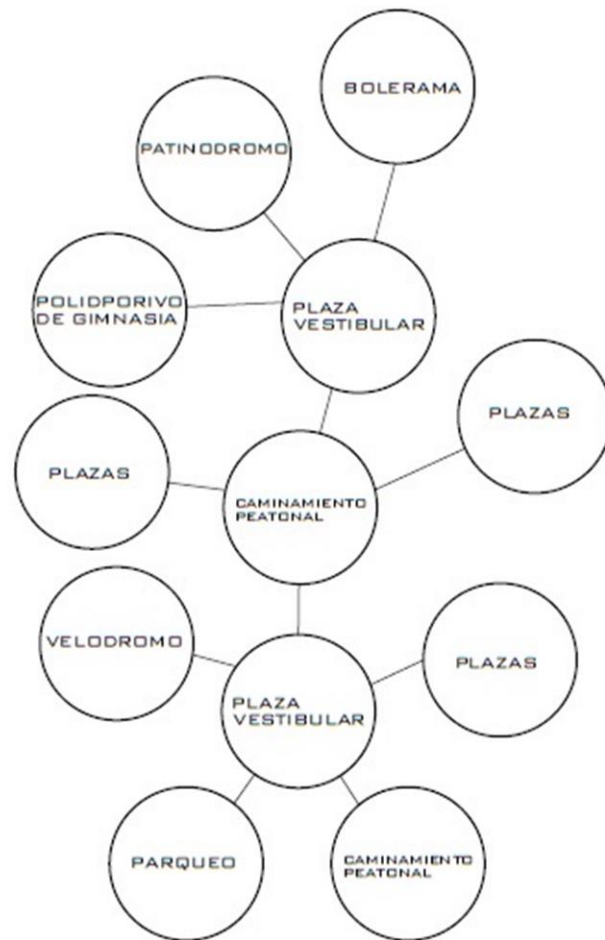 BOLERAMA
PATINODROMO
POLIDPORIVO
DE GIMNASIA
PLAZA
VESTIBULAR
PLAZAS
PLAZAS
CAMINAMIENTO
PEATONAL
VELODROMO
PLAZAS
PLAZA
VESTIBULAR
PARQUEO
CAMINAMIENTO
PEATONAL